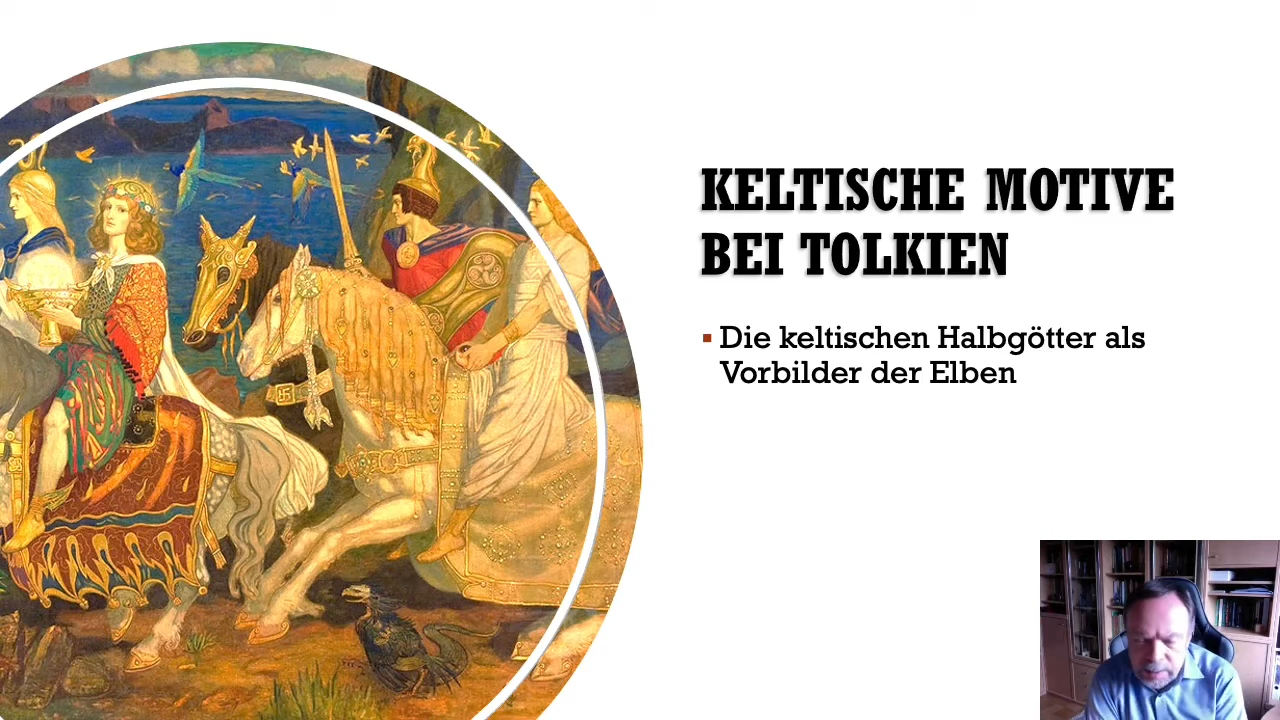 KELTISCHE MOTIVE
BEI TOLKIEN
Die keltischen Halbgötter als
Vorbilder der Elben